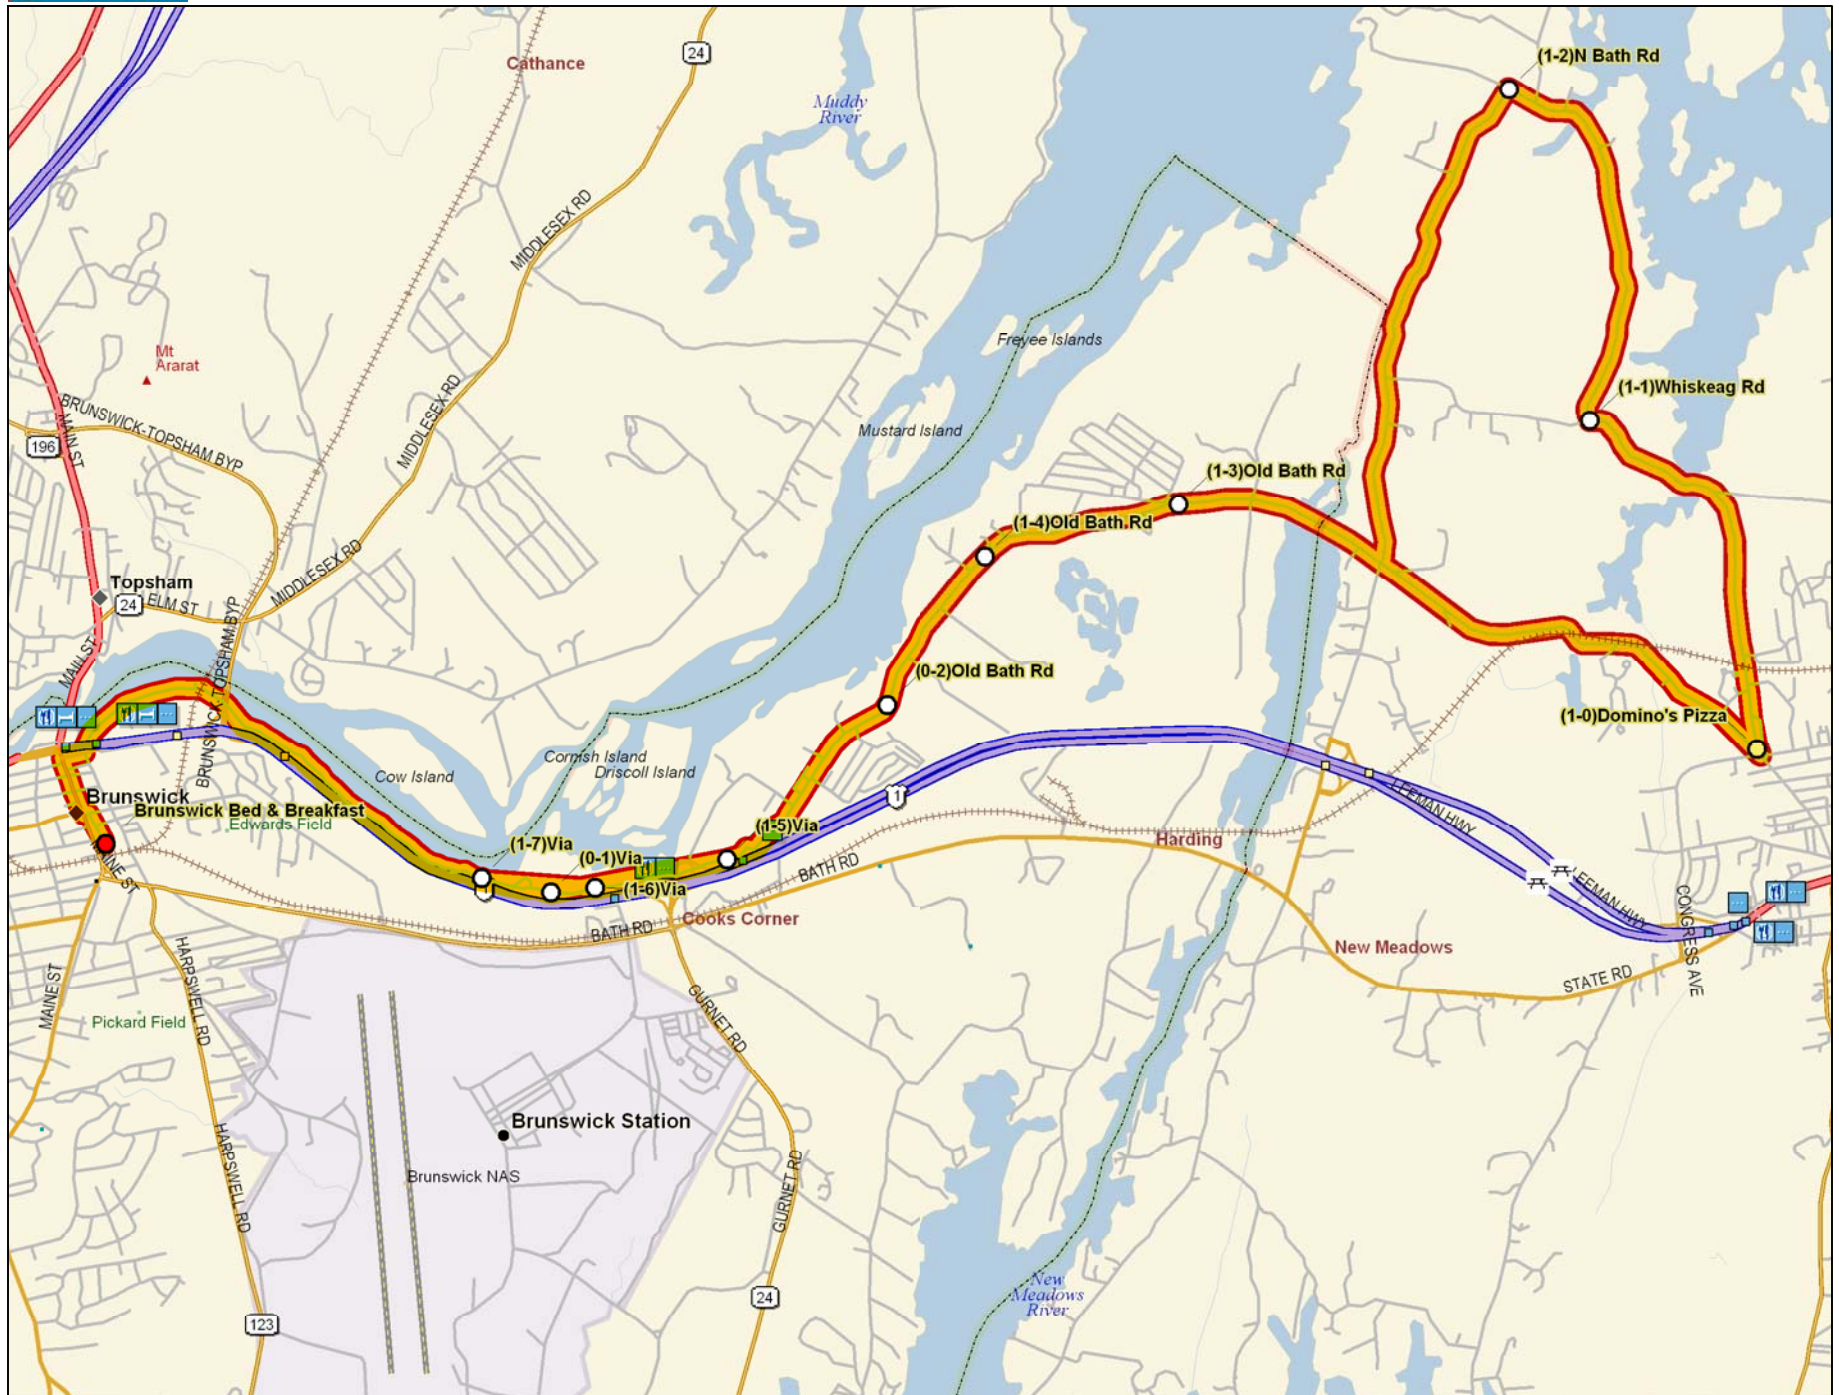 (1-2)N Bath Rd
24
Cathance
Muddy
River
MIDDLESEX RD
Freyee Islands
Mt
Ararat
(1-1)Whiskeag Rd
MIDDLESEX RD
BRUNSWICK-TOPSHAM BYP
MAIN ST
196
Mustard Island
(1-3)Old Bath Rd
(1-4)Old Bath Rd
MIDDLESEX RD
Topsham
24
ELM ST
BRUNSWICK-TOPSHAM BYP
MAIN ST
(0-2)Old Bath Rd
(1-0)Domino's Pizza
Cornish Island
Driscoll Island
Cow Island
1
LEEMAN HWY
Brunswick
Brunswick Bed & Breakfast
Edwards Field
(1-5)Via
(1-7)Via
(0-1)Via
(1-6)Via
Harding
BATH RD
MAINE ST
LEEMAN HWY
CONGRESS AVE
Cooks Corner
BATH RD
New Meadows
STATE RD
HARPSWELL RD
MAINE ST
GURNET RD
Pickard Field
Brunswick Station
Brunswick NAS
HARPSWELL RD
GURNET RD
New
Meadows
River
24
123